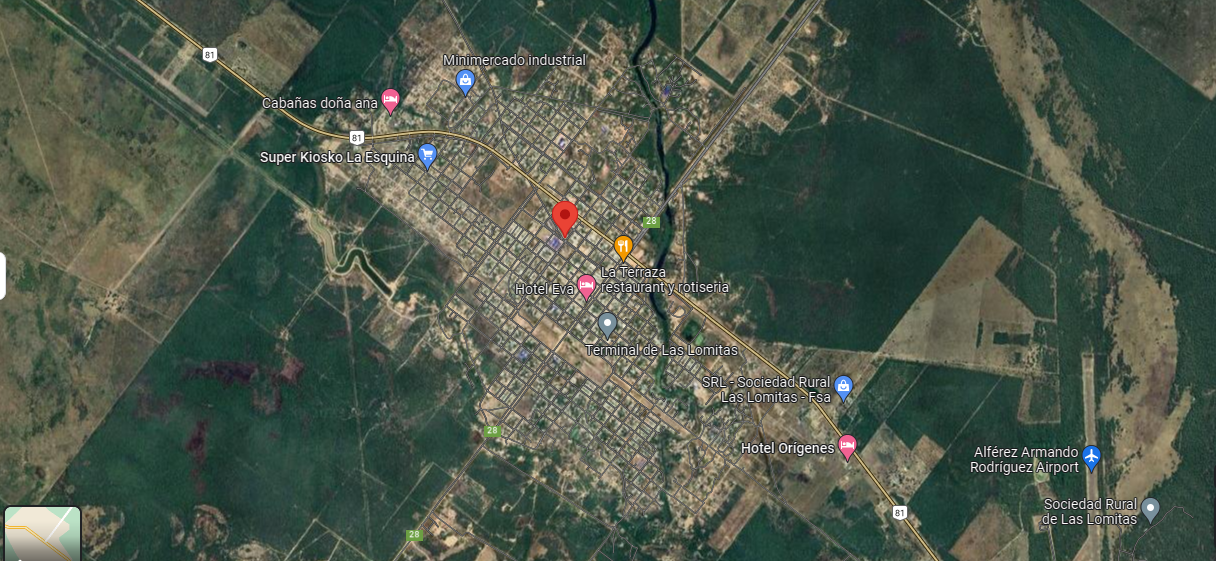 81
Minimercado industrial
Cabañas doña ana
81
Super Kiosko La Esquina
28
La Terraza
restaurant y rotiseria
Hotel Eva
Terminal de Las Lomitas
SRL - Sociedad Rural
Las Lomitas - Fsa
28
Hotel Orígenes
Alférez Armando
Rodríguez Airport
81
Sociedad Rural
de Las Lomitas
28